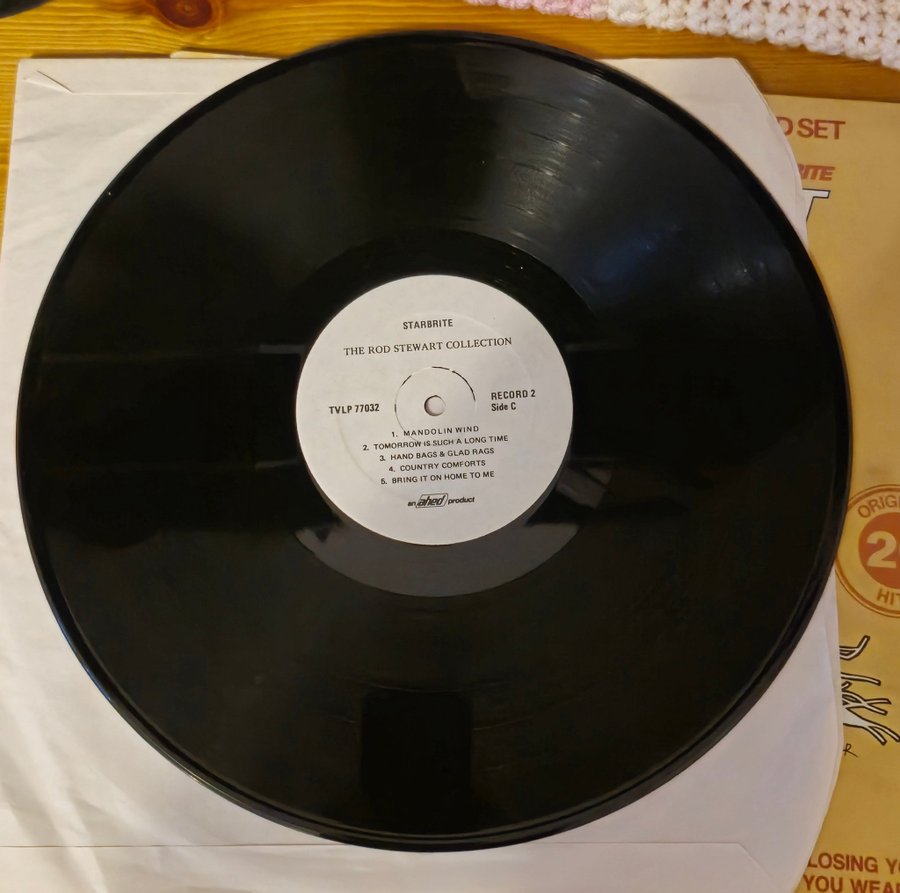 STARBRITE
THE ROD STEWART COLLECTION
TVLP 77032
RECORD 2
Side C
1. MANDOLIN WIND
2. TOMORROW IS SUCH A LONG TIME
3. HAND BAGS & GLAD RAGS
4. COUNTRY COMFORTS
5. BRING IT ON HOME TO ME
an ahed product
D SET
RITE
T
ORIG
2
HIT
LOSING YO
YOU WEA